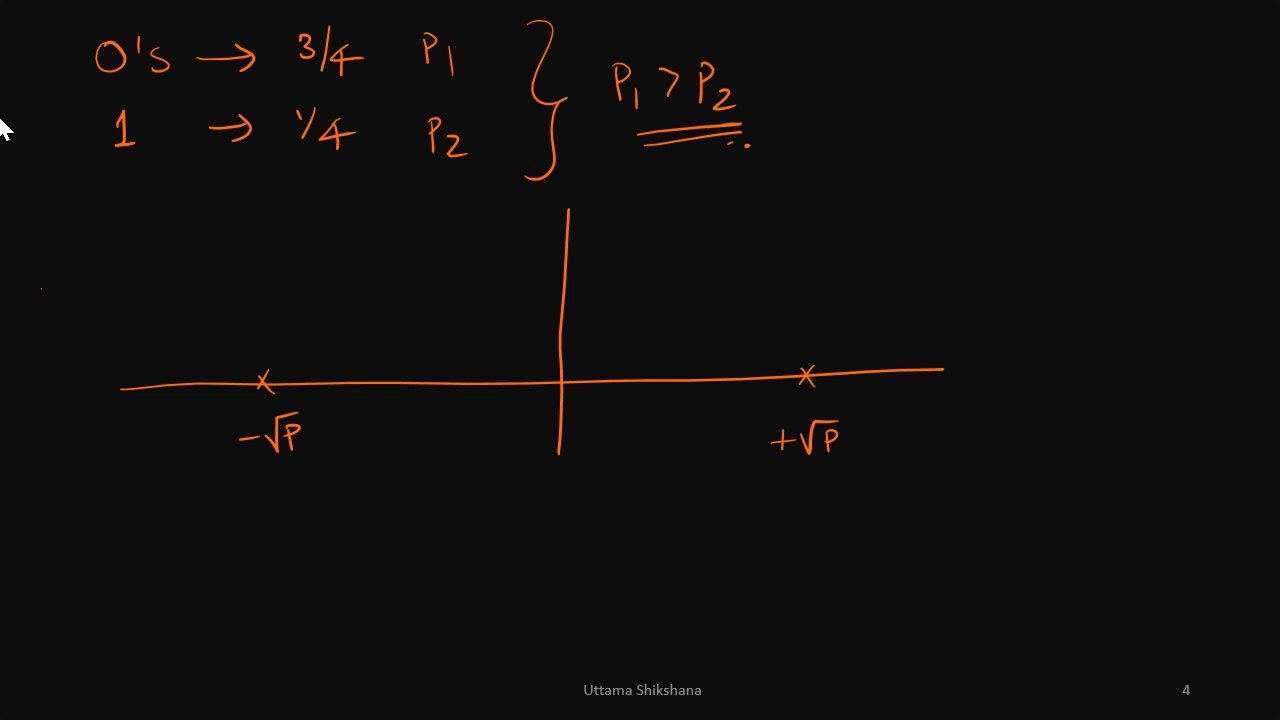 0's → 3/4 P₁
1 → 1/4 P₂
P₁ > P₂
-√P +√P
Uttama Shikshana 4